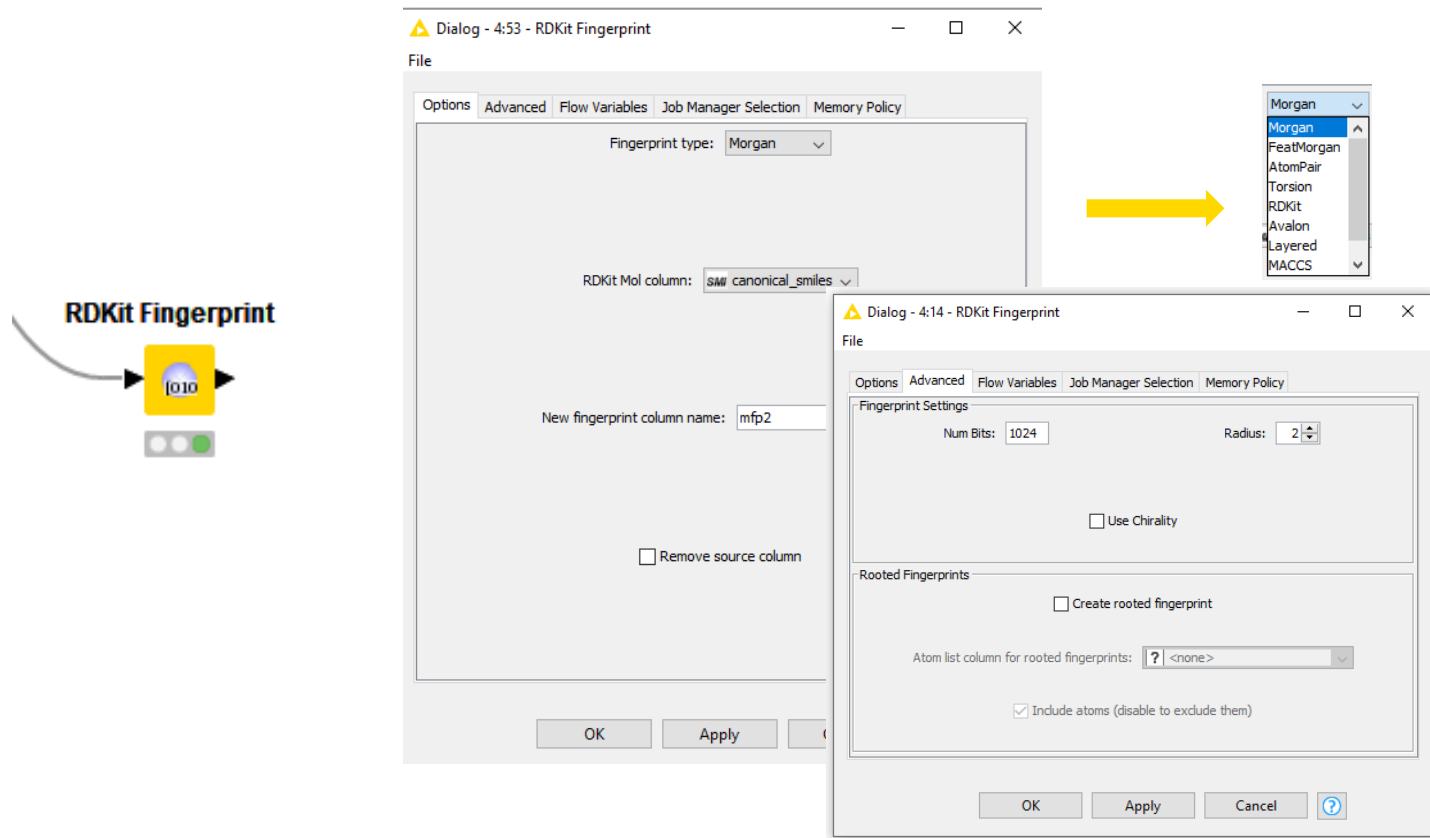 RDKit Fingerprint
[010
Dialog - 4:53 - RDKit Fingerprint
File
Options Advanced Flow Variables Job Manager Selection Memory Policy
Fingerprint type: Morgan
RDKit Mol column: SMI canonical_smiles
New fingerprint column name: mfp2
Remove source column
OK Apply
Morgan
Morgan
FeatMorgan
AtomPair
Torsion
RDKit
Avalon
Layered
MACCS
Dialog - 4:14 - RDKit Fingerprint
File
Options Advanced Flow Variables Job Manager Selection Memory Policy
Fingerprint Settings
Num Bits: 1024 Radius: 2
Use Chirality
Rooted Fingerprints
Create rooted fingerprint
Atom list column for rooted fingerprints: ? <none>
Include atoms (disable to exclude them)
OK Apply Cancel ?